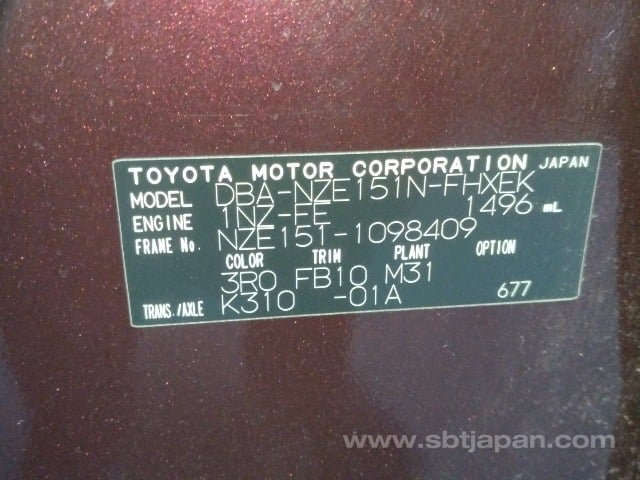 TOYOTA MOTOR CORPORATION JAPAN
MODEL DBA-NZE151N-FHXEK
ENGINE 1NZ-FE 1496 mL
FRAME No. NZE151-1098409
COLOR TRIM PLANT OPTION
3R0 FB10 M31
TRANS./AXLE K310 -01A 677
www.sbtjapan.com